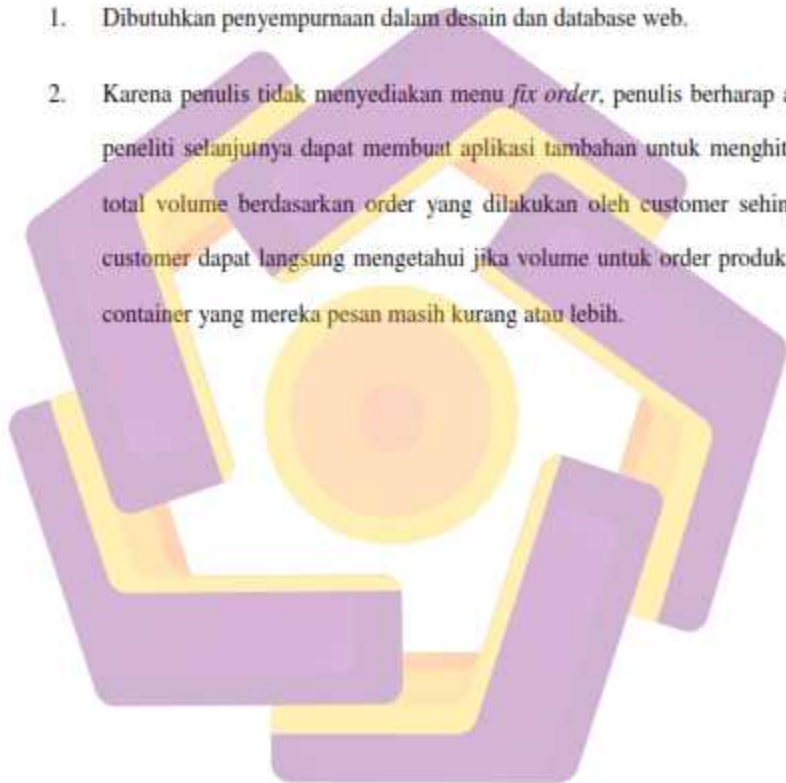 1. Dibutuhkan penyempurnaan dalam desain dan database web.
2. Karena penulis tidak menyediakan menu fix order, penulis berharap a
peneliti selanjutnya dapat membuat aplikasi tambahan untuk menghit
total volume berdasarkan order yang dilakukan oleh customer sehin
customer dapat langsung mengetahui jika volume untuk order produk
container yang mereka pesan masih kurang atau lebih.